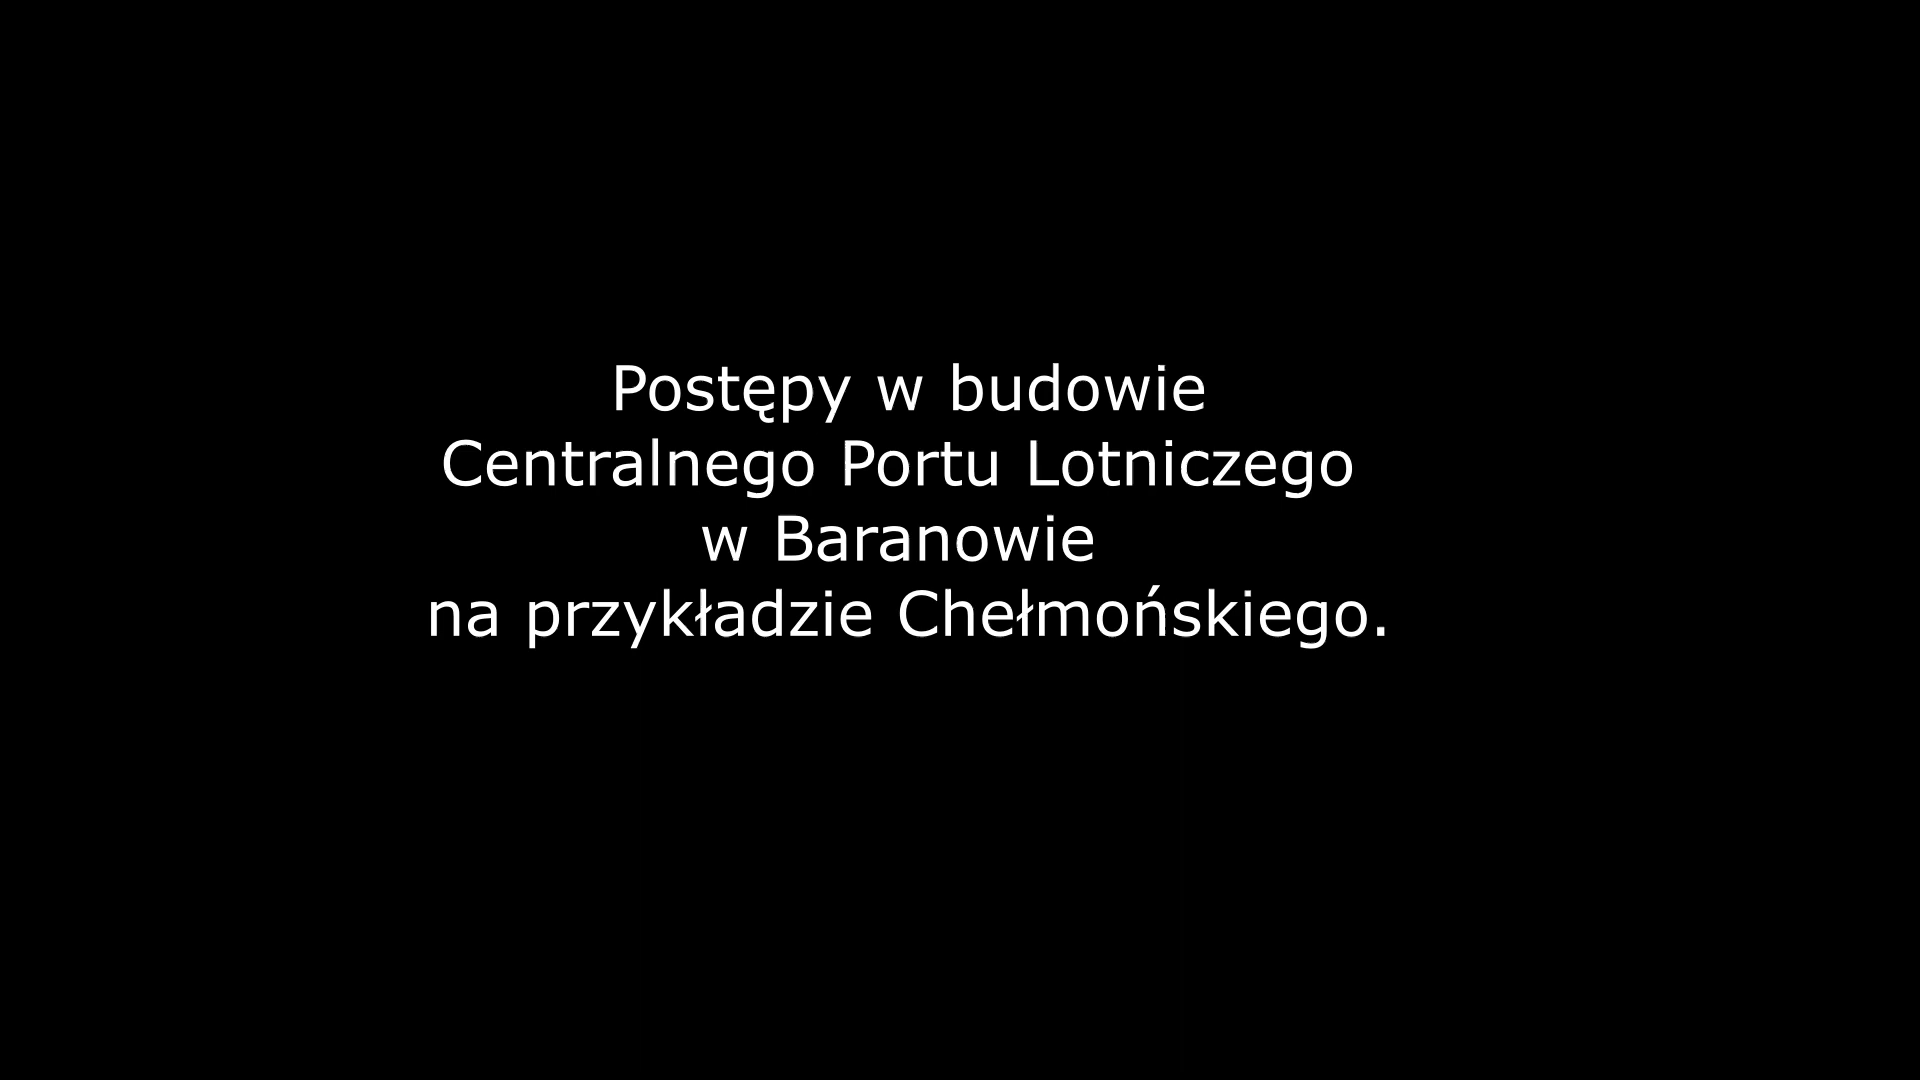 Postępy w budowie
Centralnego Portu Lotniczego
w Baranowie
na przykładzie Chełmońskiego.